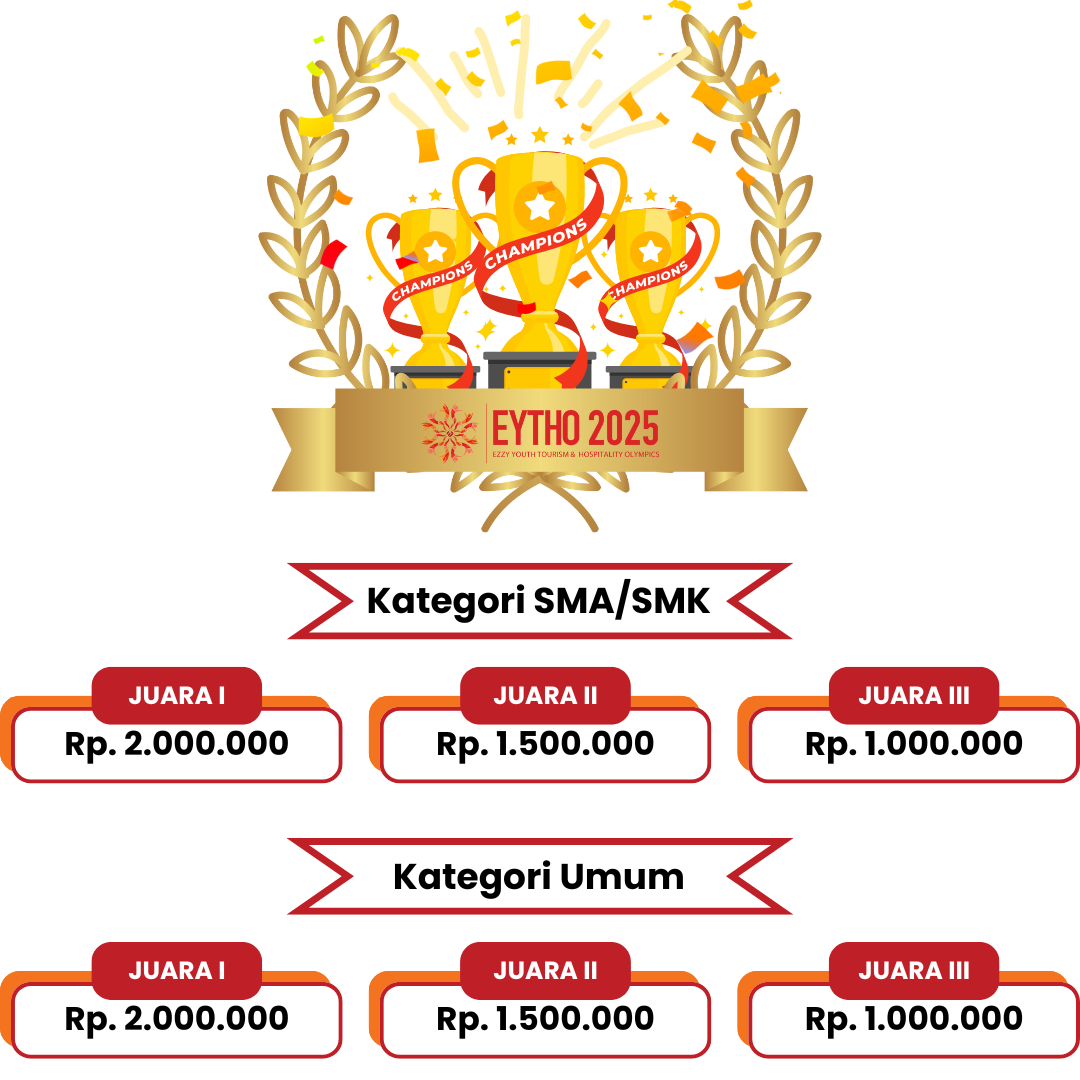 CHAMPIONS
CHAMPIONS
CHAMPIONS
EYTHO 2025
EZZY YOUTH TOURISM & HOSPITALITY OLYMPICS
Kategori SMA/SMK
JUARA I
Rp. 2.000.000
JUARA II
Rp. 1.500.000
JUARA III
Rp. 1.000.000
Kategori Umum
JUARA I
Rp. 2.000.000
JUARA II
Rp. 1.500.000
JUARA III
Rp. 1.000.000